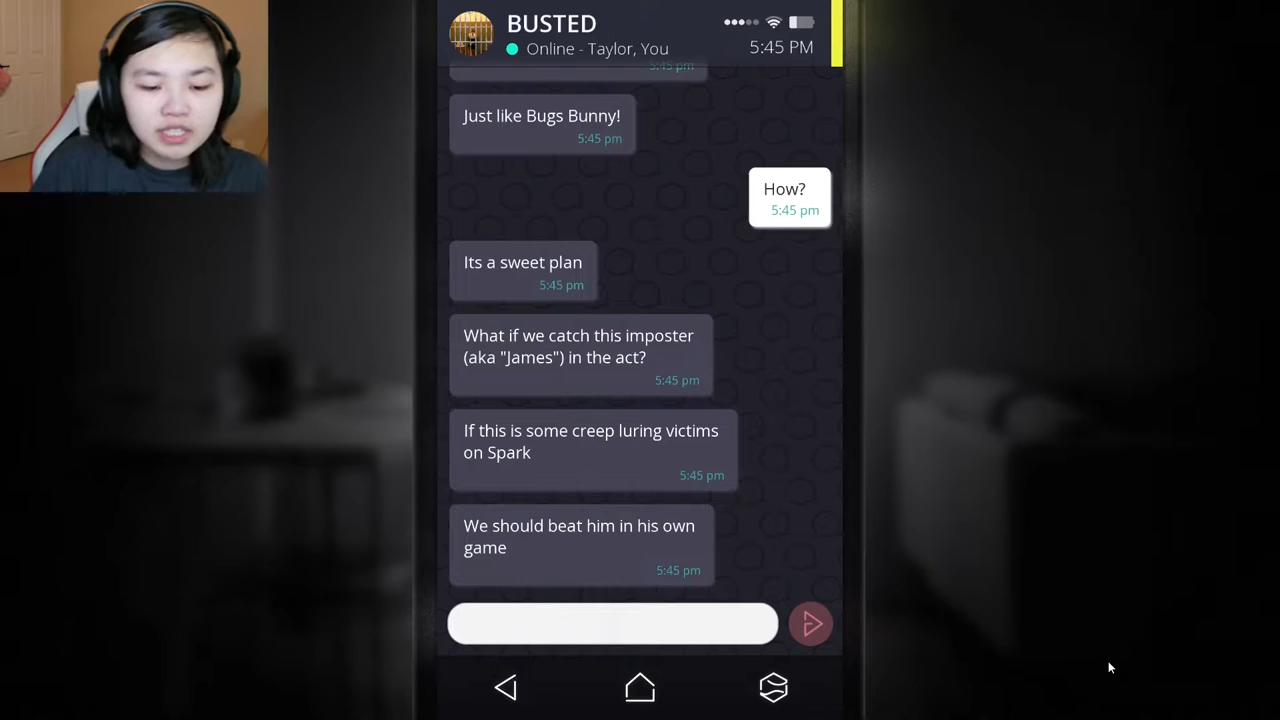 BUSTED
Online - Taylor, You
5:45 PM
5:45 pm
Just like Bugs Bunny!
5:45 pm
How?
5:45 pm
Its a sweet plan
5:45 pm
What if we catch this imposter
(aka "James") in the act?
5:45 pm
If this is some creep luring victims
on Spark
5:45 pm
We should beat him in his own
game
5:45 pm